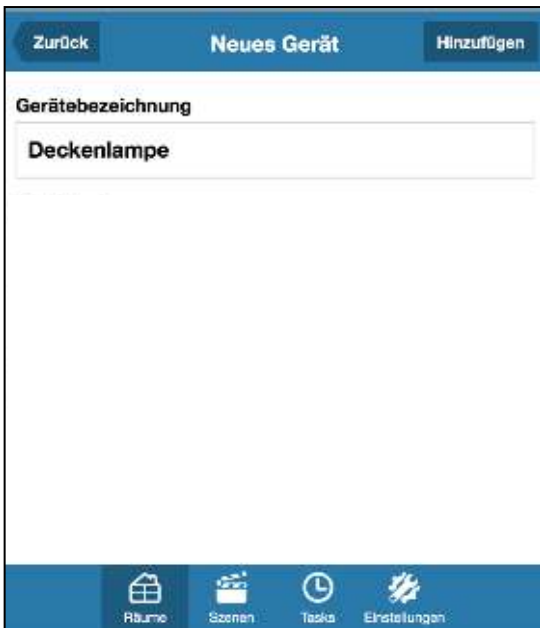 Zurück
Neues Gerät
Hinzufügen
Gerätebezeichnung
Deckenlampe
Räume
Szenen
Tasks
Einstellungen